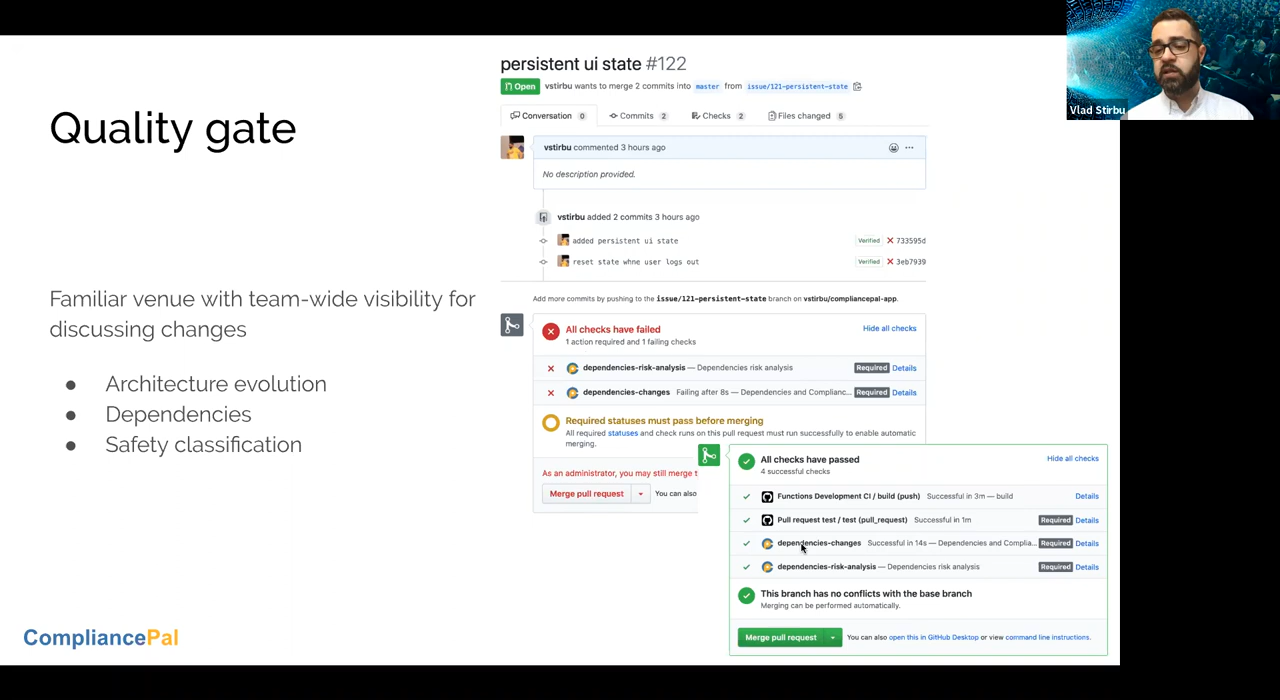 Quality gate
Familiar venue with team-wide visibility for
discussing changes
● Architecture evolution
● Dependencies
● Safety classification
CompliancePal
persistent ui state #122
Open vstirbu wants to merge 2 commits into master from issue/121-persistent-state
Conversation 0 Commits 2 Checks 2 Files changed 5
vstirbu commented 3 hours ago
No description provided.
vstirbu added 2 commits 3 hours ago
added persistent ui state Verified 733595d
reset state whne user logs out Verified 3eb7939
Add more commits by pushing to the issue/121-persistent-state branch on vstirbu/compliancepal-app.
All checks have failed Hide all checks
1 action required and 1 failing checks
dependencies-risk-analysis — Dependencies risk analysis Required Details
dependencies-changes Failing after 8s — Dependencies and Complianc... Required Details
Required statuses must pass before merging
All required statuses and check runs on this pull request must run successfully to enable automatic
merging.
As an administrator, you may still merge t
Merge pull request You can also
All checks have passed Hide all checks
4 successful checks
Functions Development CI / build (push) Successful in 3m — build Details
Pull request test / test (pull_request) Successful in 1m Required Details
dependencies-changes Successful in 14s — Dependencies and Complia... Required Details
dependencies-risk-analysis — Dependencies risk analysis Required Details
This branch has no conflicts with the base branch
Merging can be performed automatically.
Merge pull request You can also open this in GitHub Desktop or view command line instructions.
Vlad Stirbu